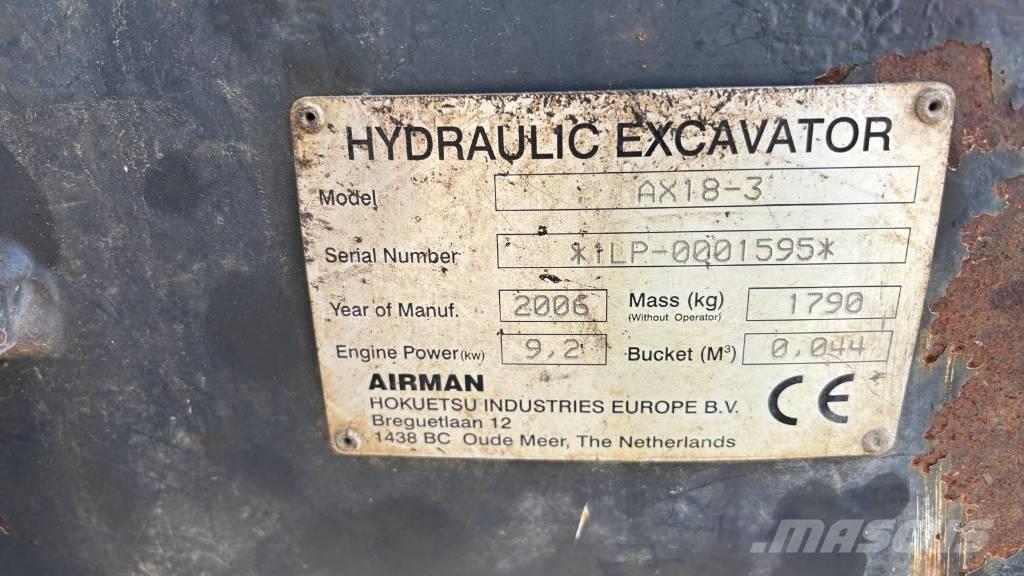 HYDRAULIC EXCAVATOR
Model AX18-3
Serial Number *1LP-0001595*
Year of Manuf. 2006 Mass (kg) (Without Operator) 1790
Engine Power(kw) 9,2 Bucket (M³) 0,044
AIRMAN
HOKUETSU INDUSTRIES EUROPE B.V. CE
Breguetlaan 12
1438 BC Oude Meer, The Netherlands
MASCUS